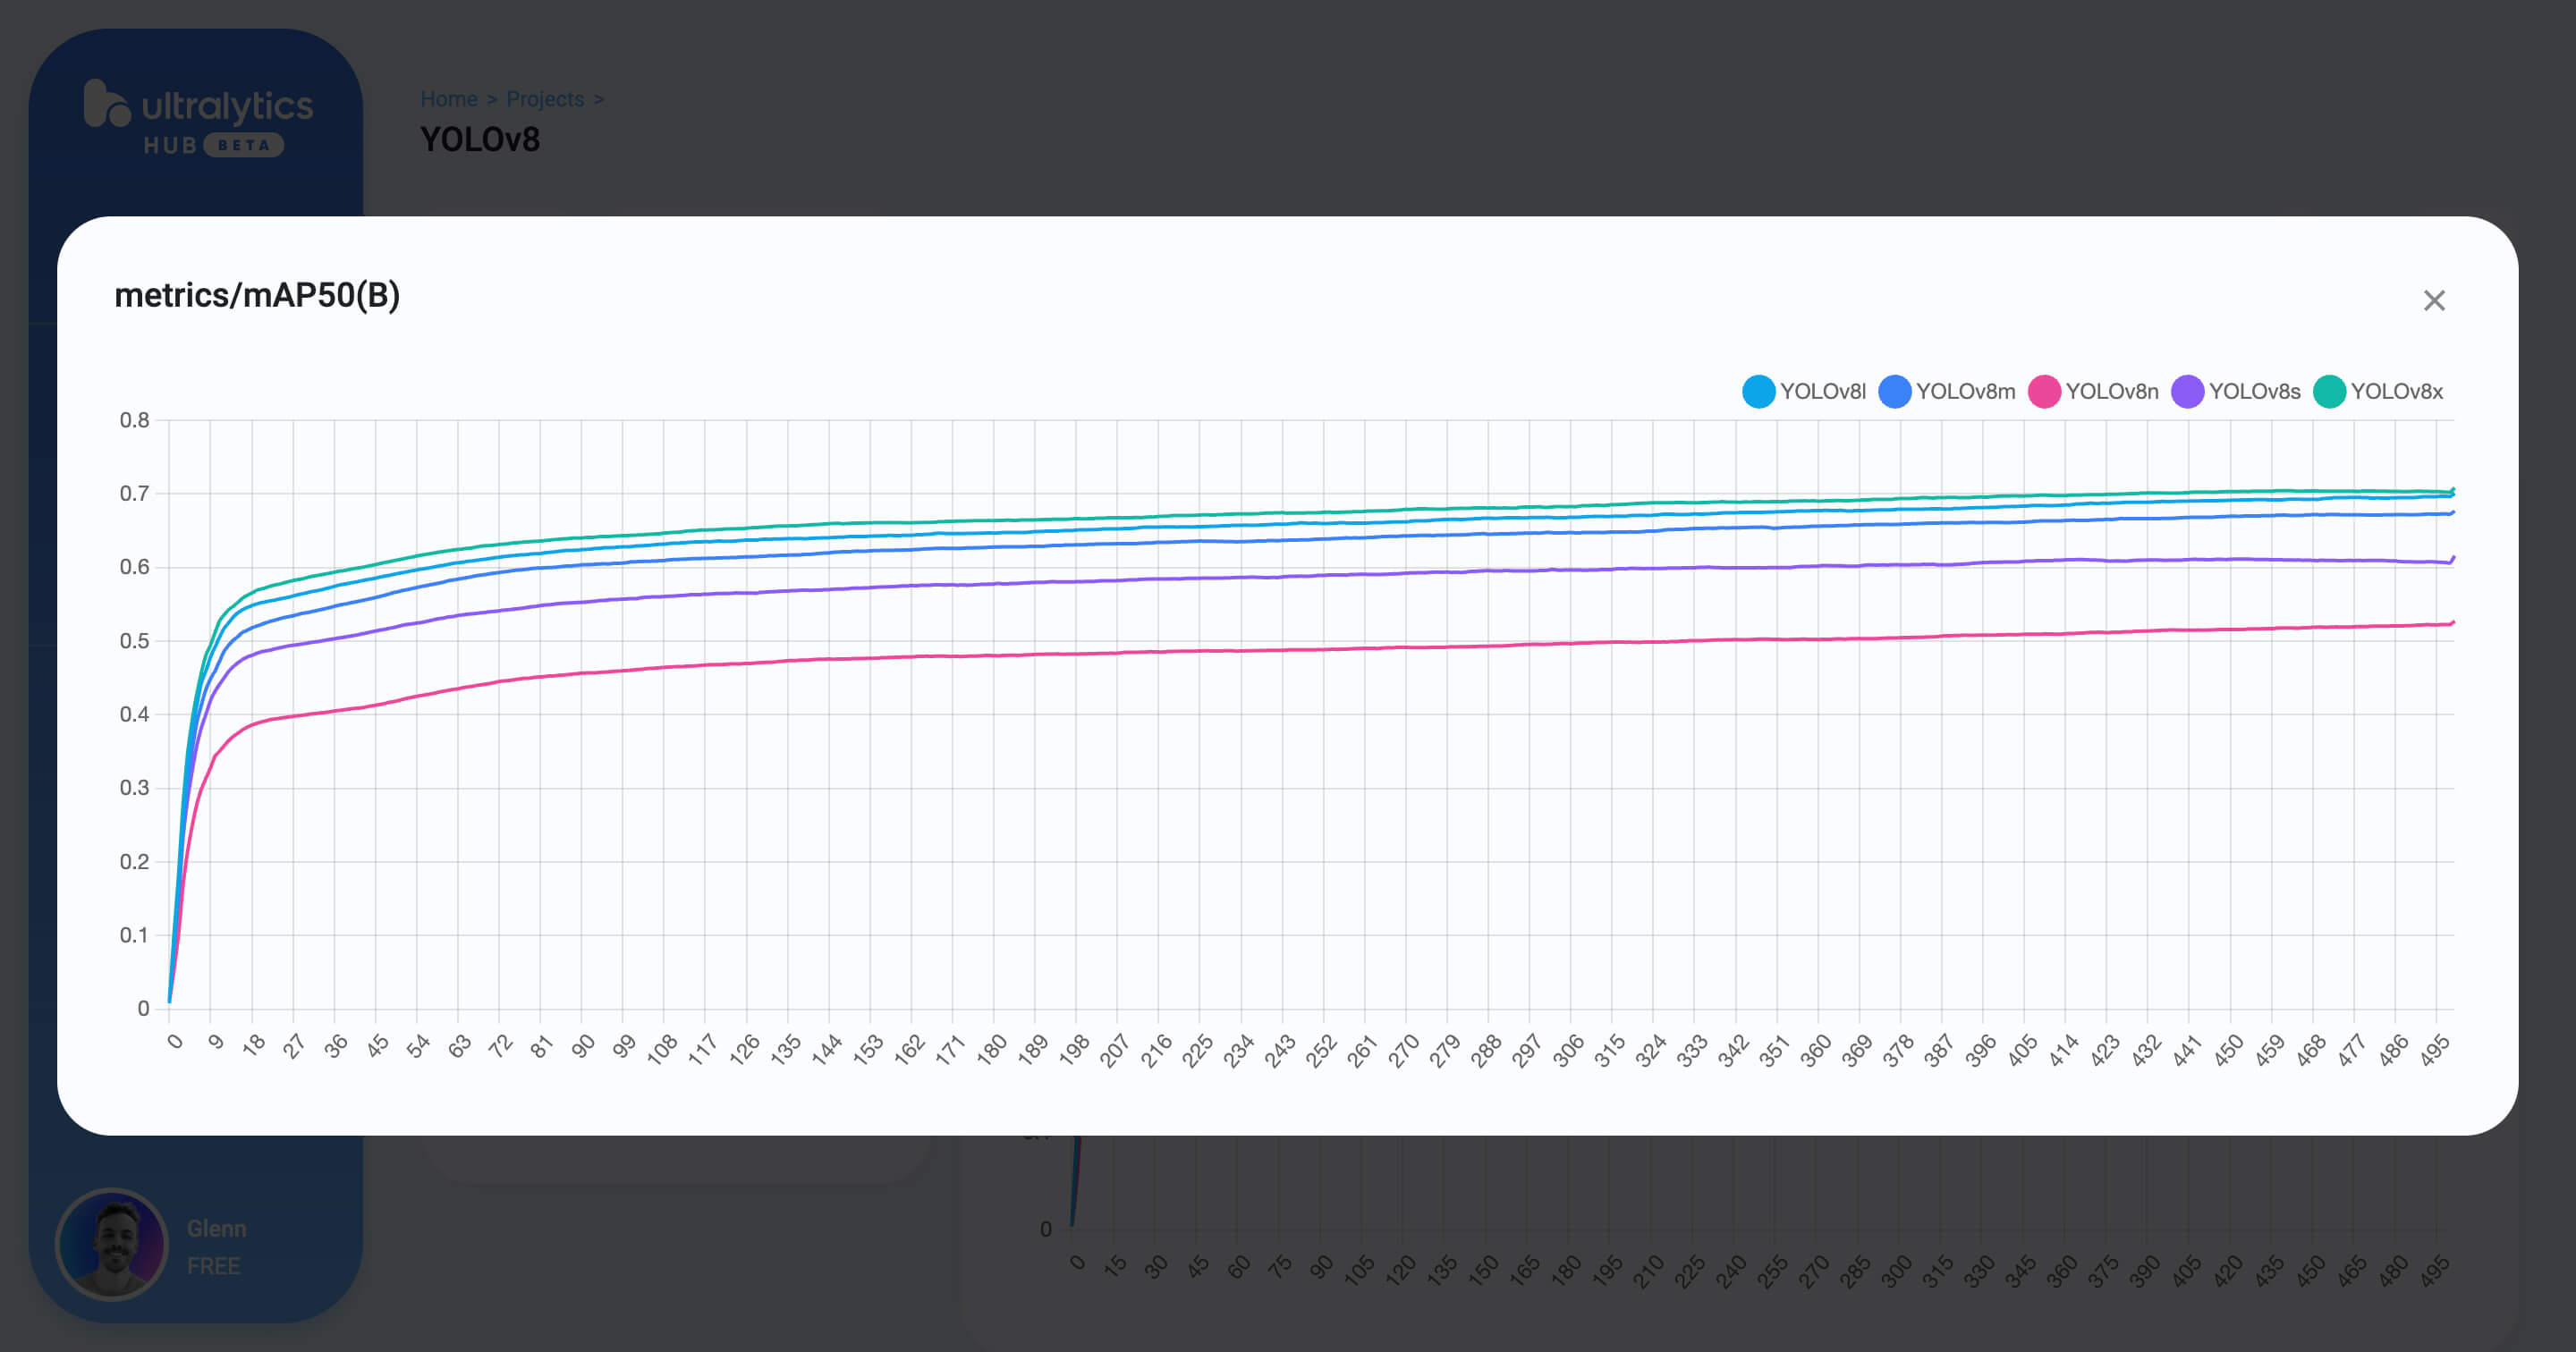 ultralytics
HUB BETA
Home > Projects >
YOLOv8
metrics/mAP50(B)
YOLOv8l YOLOv8m YOLOv8n YOLOv8s YOLOv8x
0.8
0.7
0.6
0.5
0.4
0.3
0.2
0.1
0
0 9 18 27 36 45 54 63 72 81 90 99 108 117 126 135 144 153 162 171 180 189 198 207 216 225 234 243 252 261 270 279 288 297 306 315 324 333 342 351 360 369 378 387 396 405 414 423 432 441 450 459 468 477 486 495
0
0 15 30 45 60 75 90 105 120 135 150 165 180 195 210 225 240 255 270 285 300 315 330 345 360 375 390 405 420 435 450 465 480 495
Glenn
FREE